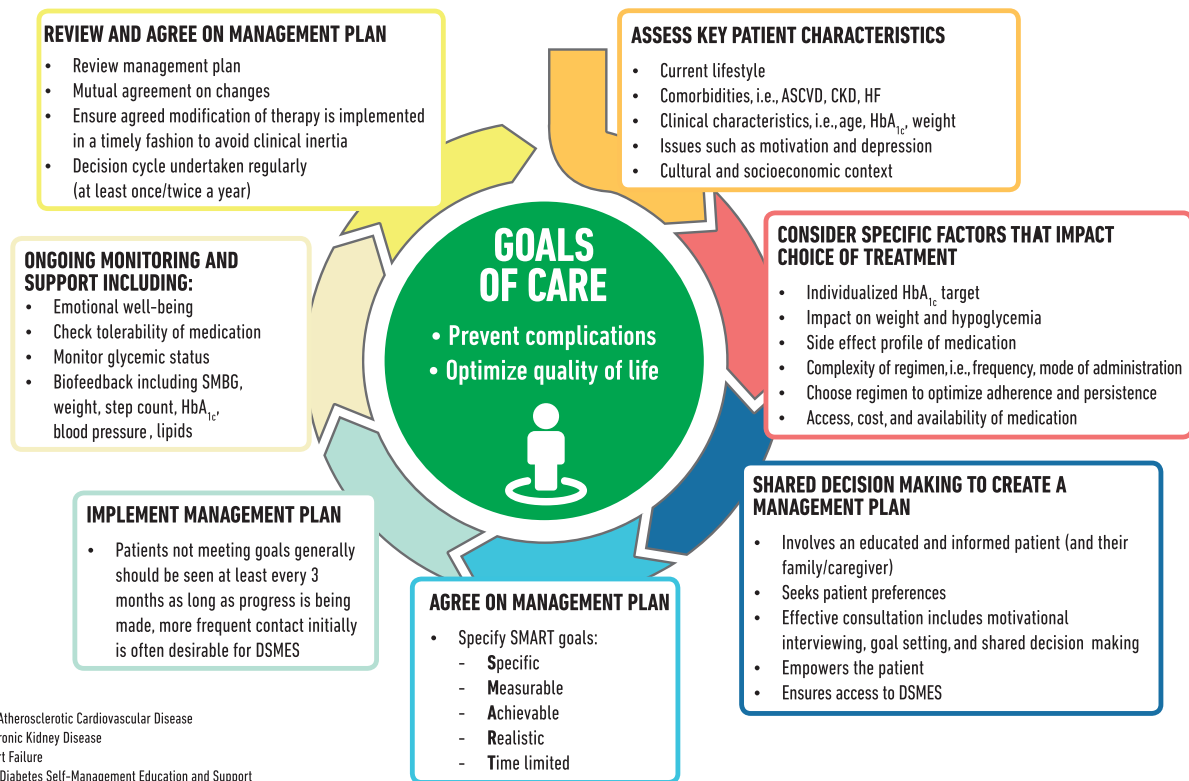 REVIEW AND AGREE ON MANAGEMENT PLAN
• Review management plan
• Mutual agreement on changes
• Ensure agreed modification of therapy is implemented
in a timely fashion to avoid clinical inertia
• Decision cycle undertaken regularly
(at least once/twice a year)
ASSESS KEY PATIENT CHARACTERISTICS
• Current lifestyle
• Comorbidities, i.e., ASCVD, CKD, HF
• Clinical characteristics, i.e., age, HbA1c, weight
• Issues such as motivation and depression
• Cultural and socioeconomic context
CONSIDER SPECIFIC FACTORS THAT IMPACT
CHOICE OF TREATMENT
• Individualized HbA1c target
• Impact on weight and hypoglycemia
• Side effect profile of medication
• Complexity of regimen, i.e., frequency, mode of administration
• Choose regimen to optimize adherence and persistence
• Access, cost, and availability of medication
SHARED DECISION MAKING TO CREATE A
MANAGEMENT PLAN
• Involves an educated and informed patient (and their
family/caregiver)
• Seeks patient preferences
• Effective consultation includes motivational
interviewing, goal setting, and shared decision making
• Empowers the patient
• Ensures access to DSMES
AGREE ON MANAGEMENT PLAN
• Specify SMART goals:
- Specific
- Measurable
- Achievable
- Realistic
- Time limited
IMPLEMENT MANAGEMENT PLAN
• Patients not meeting goals generally
should be seen at least every 3
months as long as progress is being
made, more frequent contact initially
is often desirable for DSMES
ONGOING MONITORING AND
SUPPORT INCLUDING:
• Emotional well-being
• Check tolerability of medication
• Monitor glycemic status
• Biofeedback including SMBG,
weight, step count, HbA1c,
blood pressure, lipids
GOALS
OF CARE
• Prevent complications
• Optimize quality of life
Atherosclerotic Cardiovascular Disease
ronic Kidney Disease
rt Failure
Diabetes Self-Management Education and Support